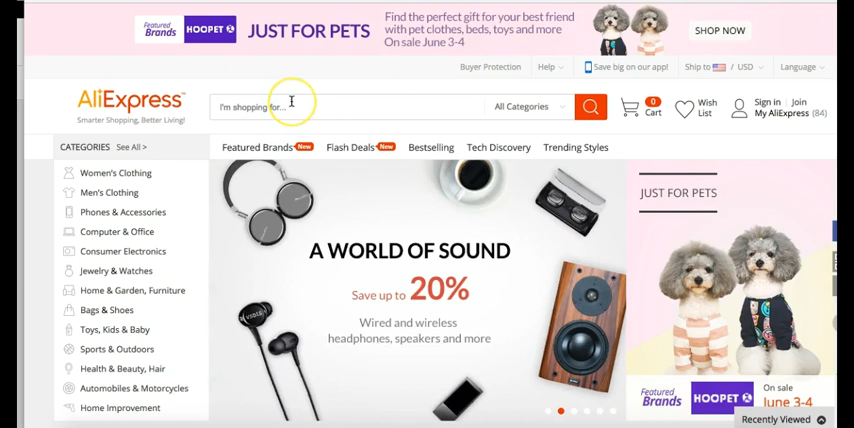 Featured
Brands
HOOPET
JUST FOR PETS
Find the perfect gift for your best friend
with pet clothes, beds, toys and more
On sale June 3-4
SHOP NOW
Buyer Protection
Help
Save big on our app!
Ship to / USD
Language
AliExpress
Smarter Shopping, Better Living!
I'm shopping for...
All Categories
0
Cart
Wish
List
Sign in | Join
My AliExpress (84)
CATEGORIES See All >
Featured Brands New
Flash Deals New
Bestselling
Tech Discovery
Trending Styles
Women's Clothing
Men's Clothing
Phones & Accessories
Computer & Office
Consumer Electronics
Jewelry & Watches
Home & Garden, Furniture
Bags & Shoes
Toys, Kids & Baby
Sports & Outdoors
Health & Beauty, Hair
Automobiles & Motorcycles
Home Improvement
A WORLD OF SOUND
Save up to 20%
Wired and wireless
headphones, speakers and more
JUST FOR PETS
Featured
Brands
HOOPET
On sale
June 3-4
Recently Viewed